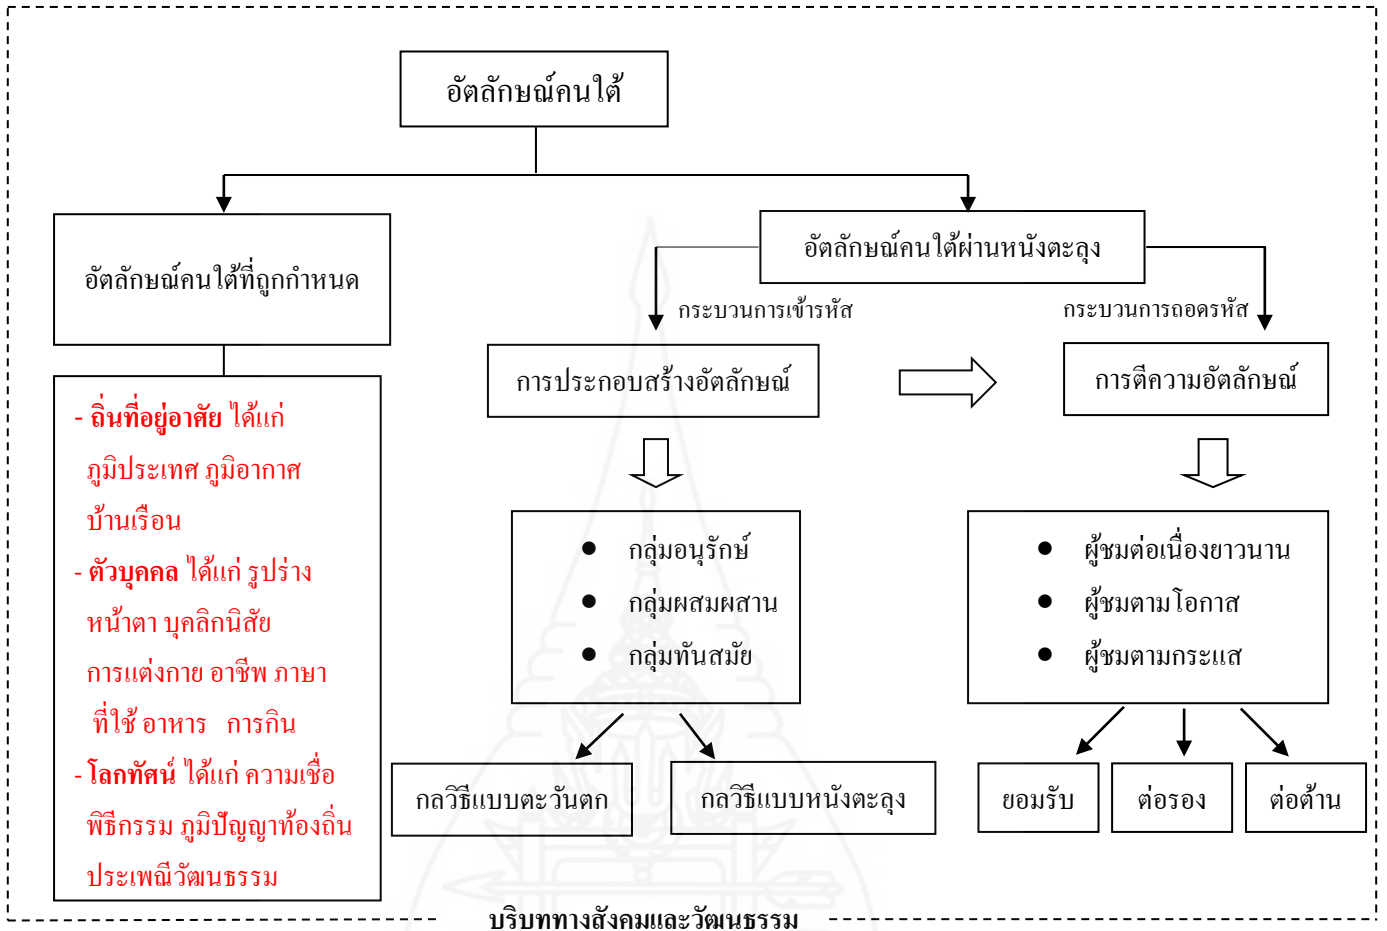 อัตลักษณ์คนใต้
อัตลักษณ์คนใต้ที่ถูกกำหนด
อัตลักษณ์คนใต้ผ่านหนังตะลุง
กระบวนการเข้ารหัส
กระบวนการถอดรหัส
การประกอบสร้างอัตลักษณ์
การตีความอัตลักษณ์
- ถิ่นที่อยู่อาศัย ได้แก่
ภูมิประเทศ ภูมิอากาศ
บ้านเรือน
- ตัวบุคคล ได้แก่ รูปร่าง
หน้าตา บุคลิกนิสัย
การแต่งกาย อาชีพ ภาษา
ที่ใช้ อาหาร การกิน
- โลกทัศน์ ได้แก่ ความเชื่อ
พิธีกรรม ภูมิปัญญาท้องถิ่น
ประเพณีวัฒนธรรม
● กลุ่มอนุรักษ์
● กลุ่มผสมผสาน
● กลุ่มทันสมัย
● ผู้ชมต่อเนื่องยาวนาน
● ผู้ชมตามโอกาส
● ผู้ชมตามกระแส
กลวิธีแบบตะวันตก
กลวิธีแบบหนังตะลุง
ยอมรับ
ต่อรอง
ต่อต้าน
บริบททางสังคมและวัฒนธรรม